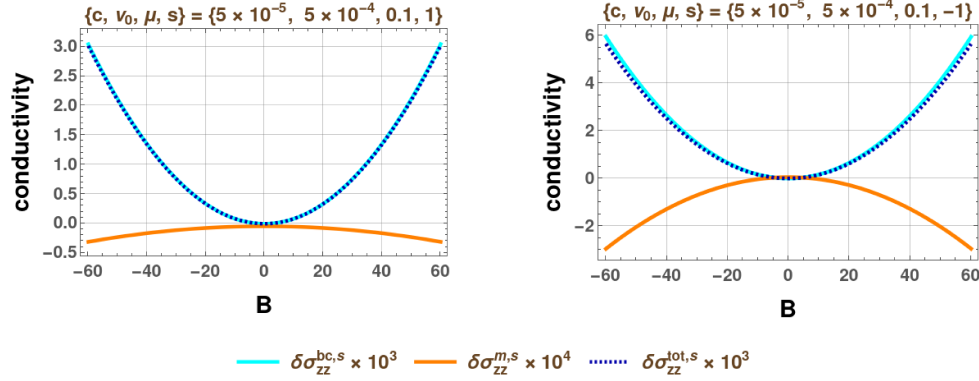 {c, v₀, μ, s} = {5 × 10⁻⁵, 5 × 10⁻⁴, 0.1, 1}
conductivity
3.0
2.5
2.0
1.5
1.0
0.5
0.0
−0.5
−60 −40 −20 0 20 40 60
B
{c, v₀, μ, s} = {5 × 10⁻⁵, 5 × 10⁻⁴, 0.1, −1}
conductivity
6
4
2
0
−2
−60 −40 −20 0 20 40 60
B
δσ_zz^{bc,s} × 10³ δσ_zz^{m,s} × 10⁴ δσ_zz^{tot,s} × 10³